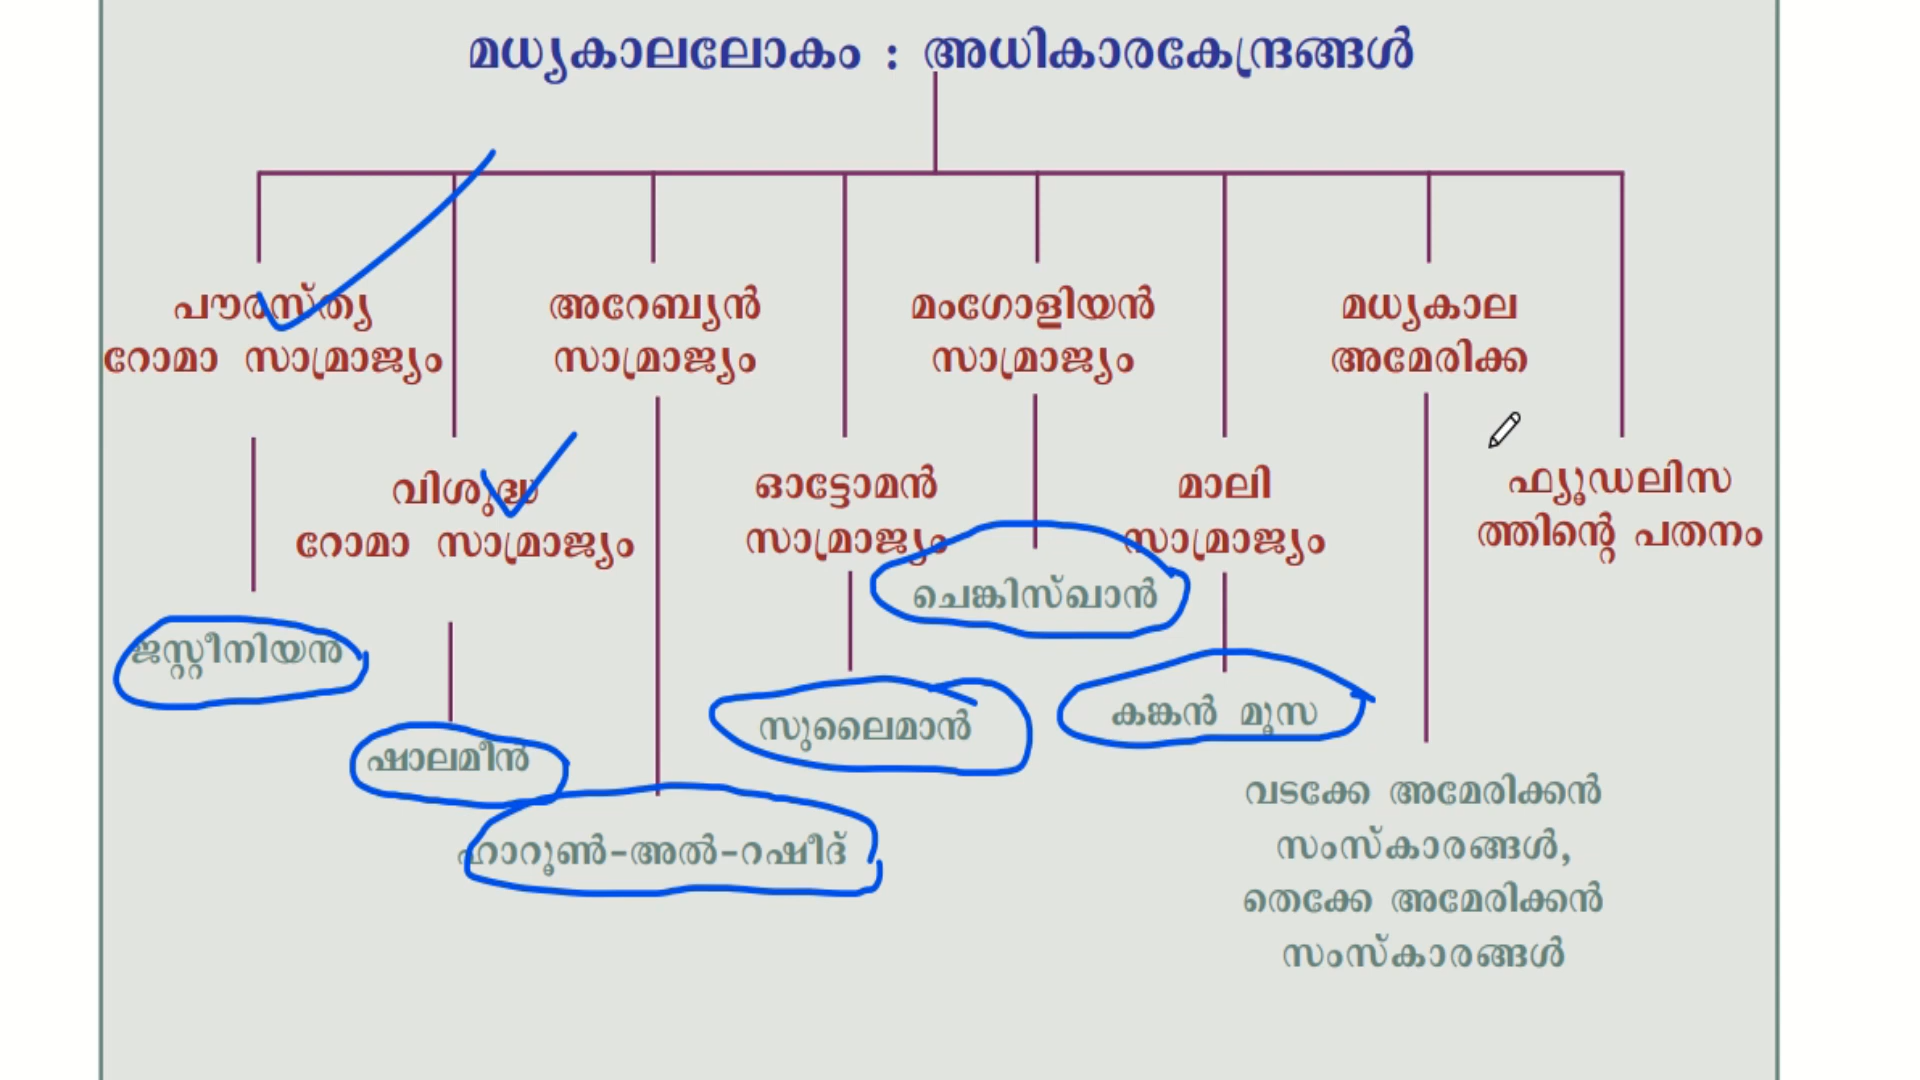 മധ്യകാലലോകം : അധികാരകേന്ദ്രങ്ങൾ
പൗരസ്ത്യ
റോമാ സാമ്രാജ്യം
അറേബ്യൻ
സാമ്രാജ്യം
മംഗോളിയൻ
സാമ്രാജ്യം
മധ്യകാല
അമേരിക്ക
വിശുദ്ധ
റോമാ സാമ്രാജ്യം
ഓട്ടോമൻ
സാമ്രാജ്യം
മാലി
സാമ്രാജ്യം
ഫ്യൂഡലിസ
ത്തിന്റെ പതനം
ജസ്റ്റീനിയൻ
ഷാലമീൻ
ഹാറൂൺ-അൽ-റഷീദ്
സുലൈമാൻ
ചെങ്കിസ്ഖാൻ
കങ്കൻ മൂസ
വടക്കേ അമേരിക്കൻ
സംസ്കാരങ്ങൾ,
തെക്കേ അമേരിക്കൻ
സംസ്കാരങ്ങൾ